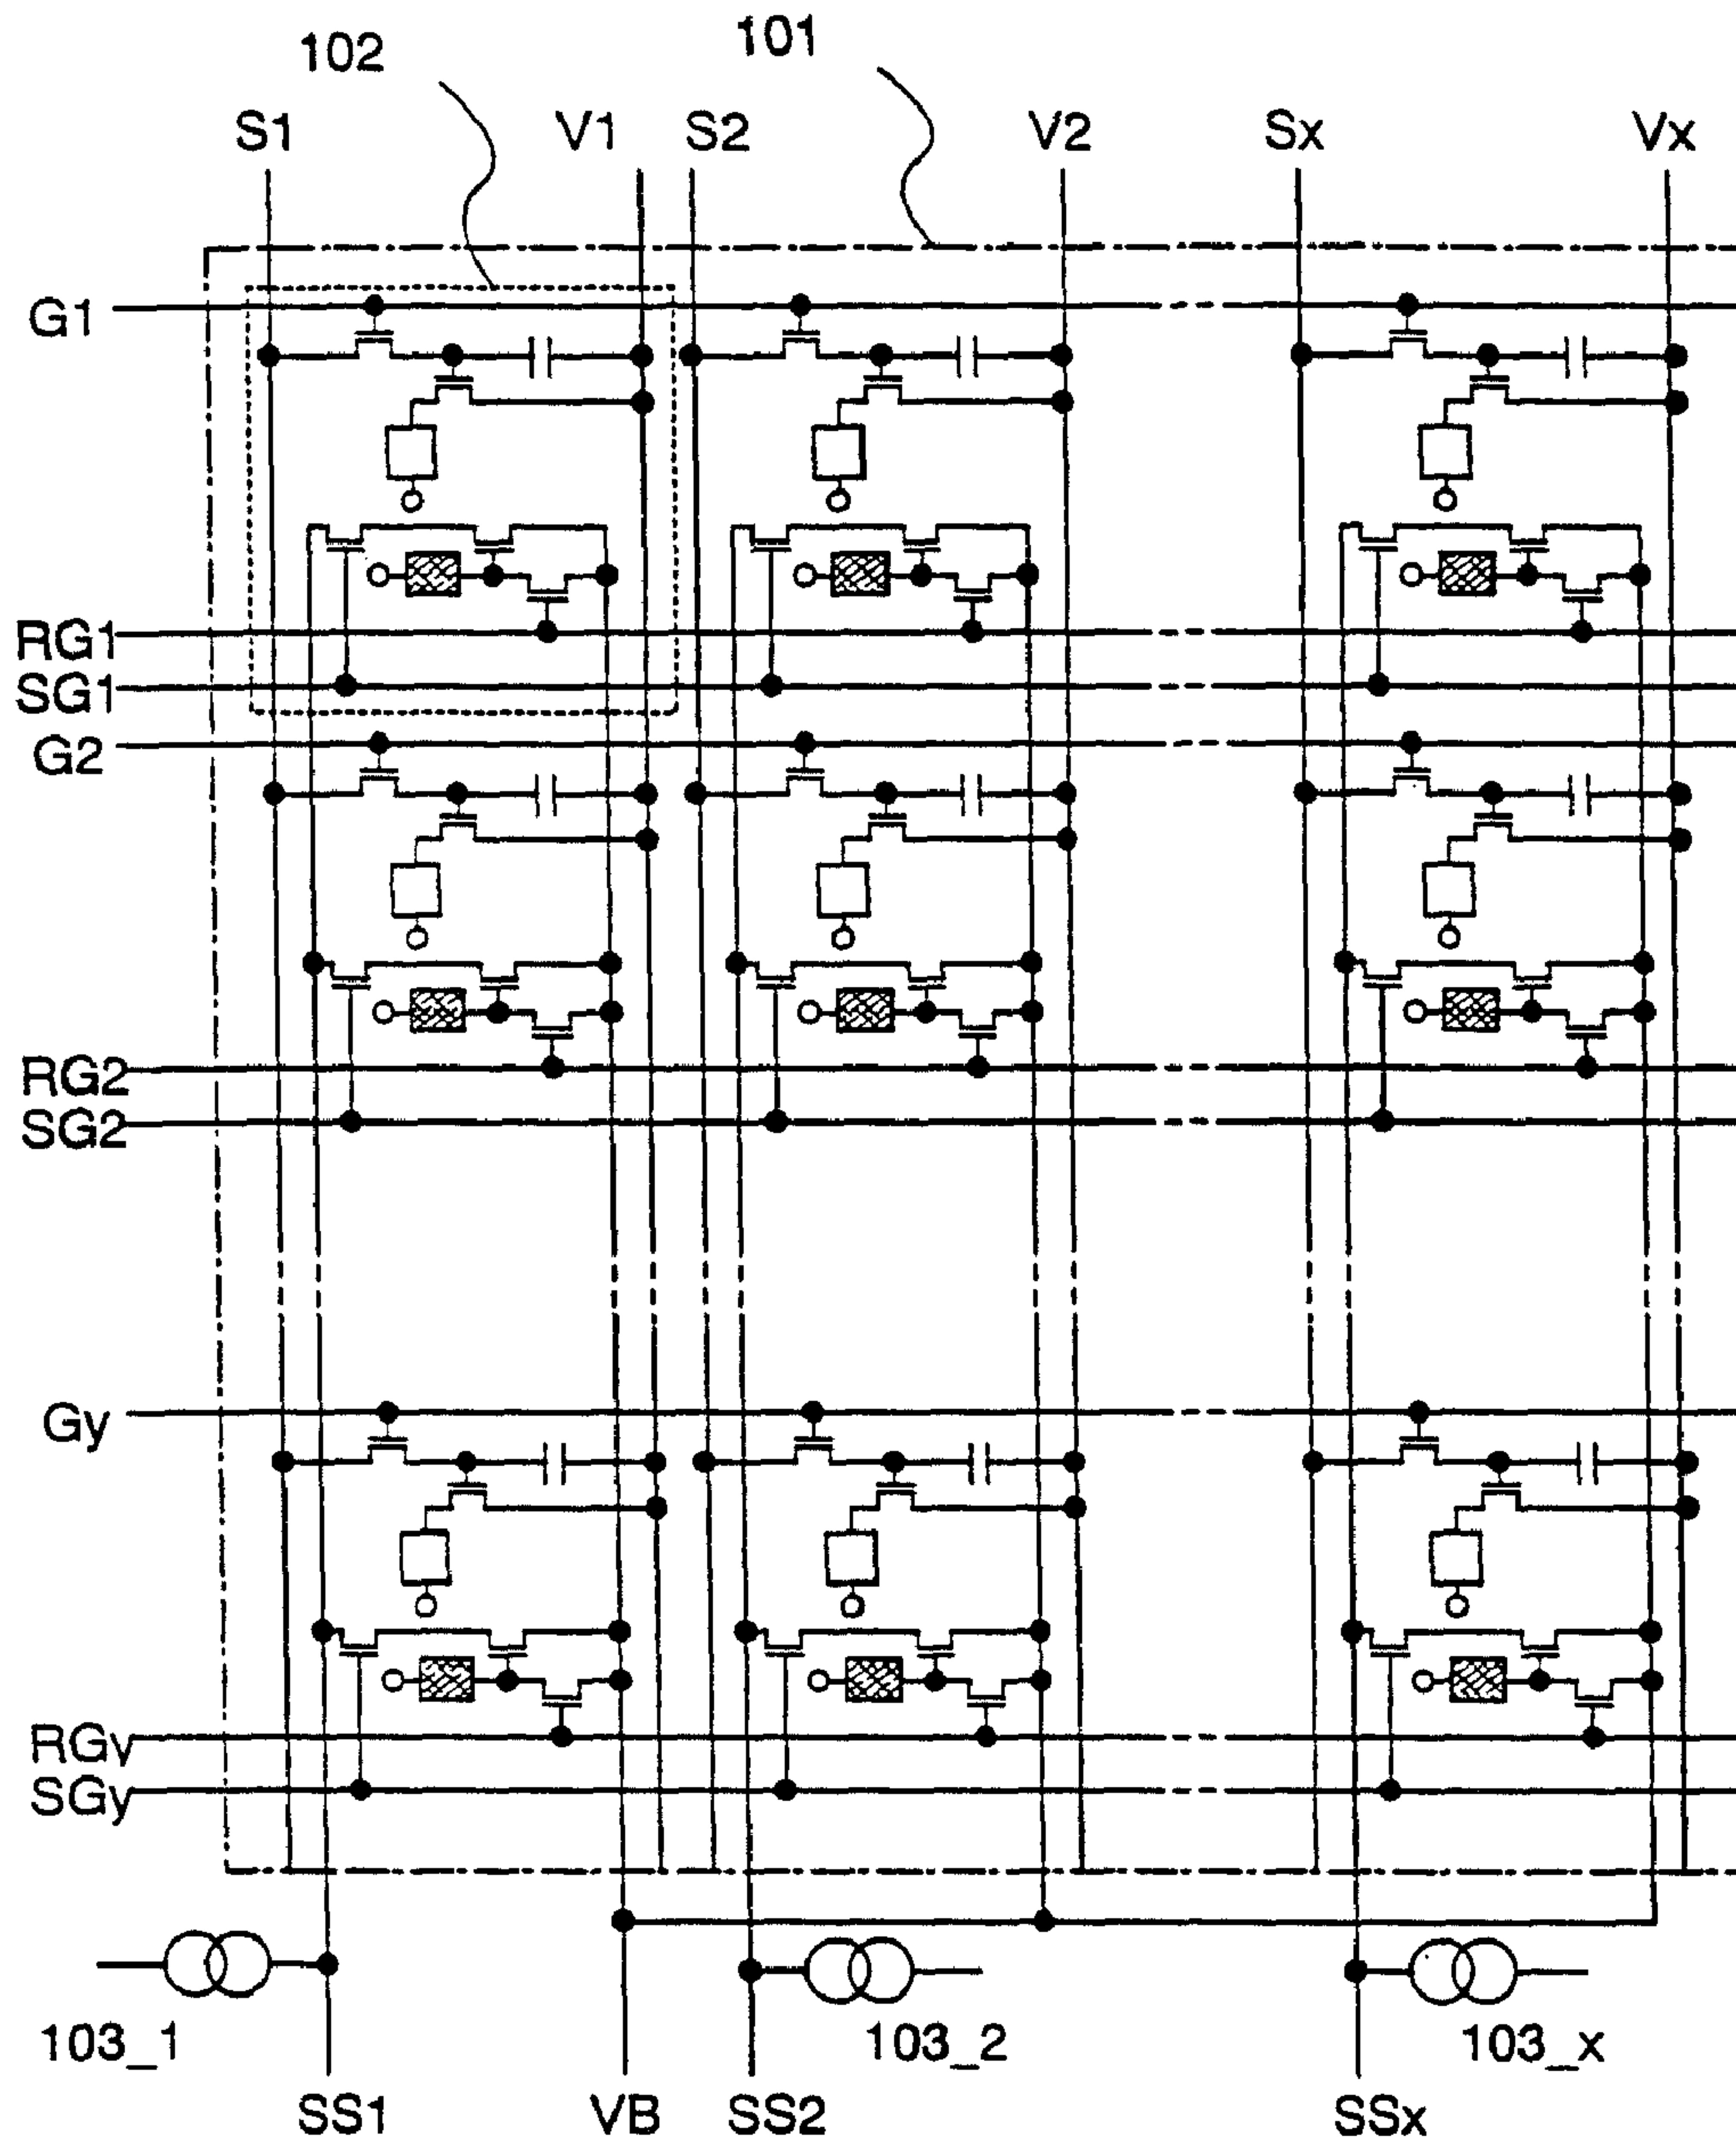 102 101
S1 V1 S2 V2 Sx Vx
G1
RG1
SG1
G2
RG2
SG2
Gy
RGy
SGy
103_1 103_2 103_x
SS1 VB SS2 SSx